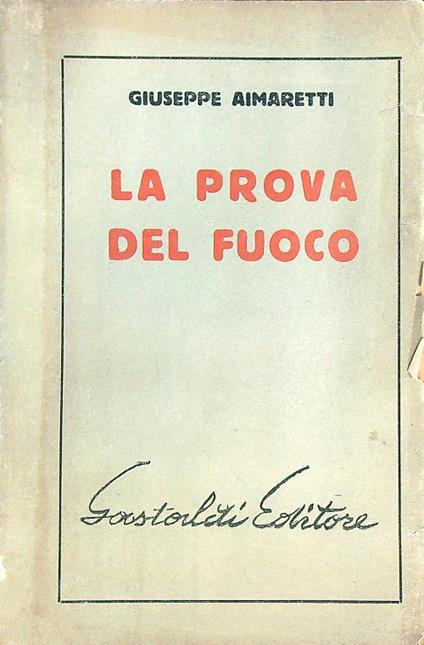 GIUSEPPE AIMARETTI
LA PROVA
DEL FUOCO
Gastaldi Editore